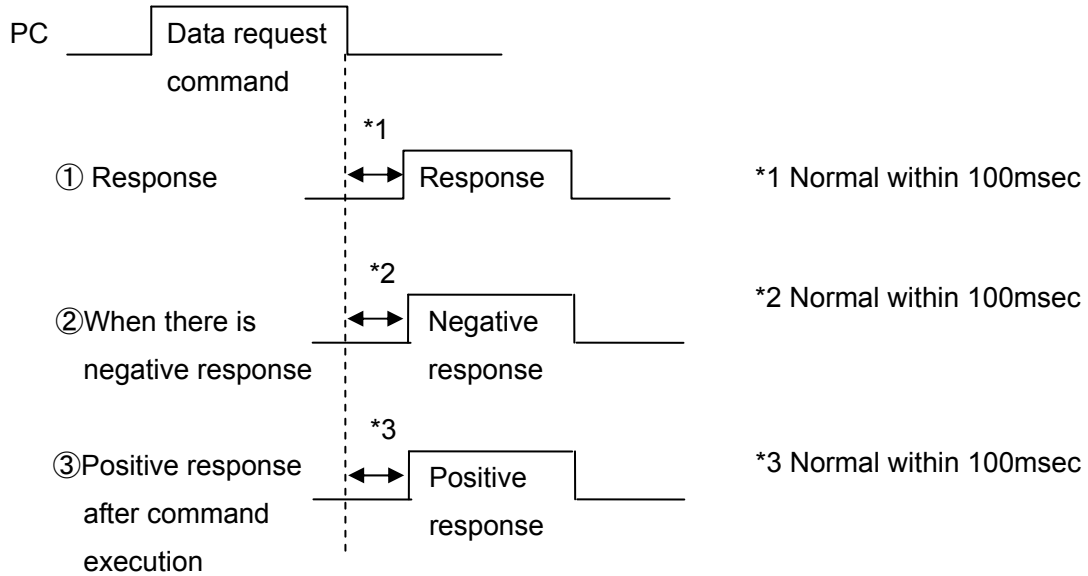 PC
Data request
command
*1
① Response
Response
*1 Normal within 100msec
*2
*2 Normal within 100msec
②When there is
negative response
Negative
response
*3
③Positive response
after command
execution
Positive
response
*3 Normal within 100msec